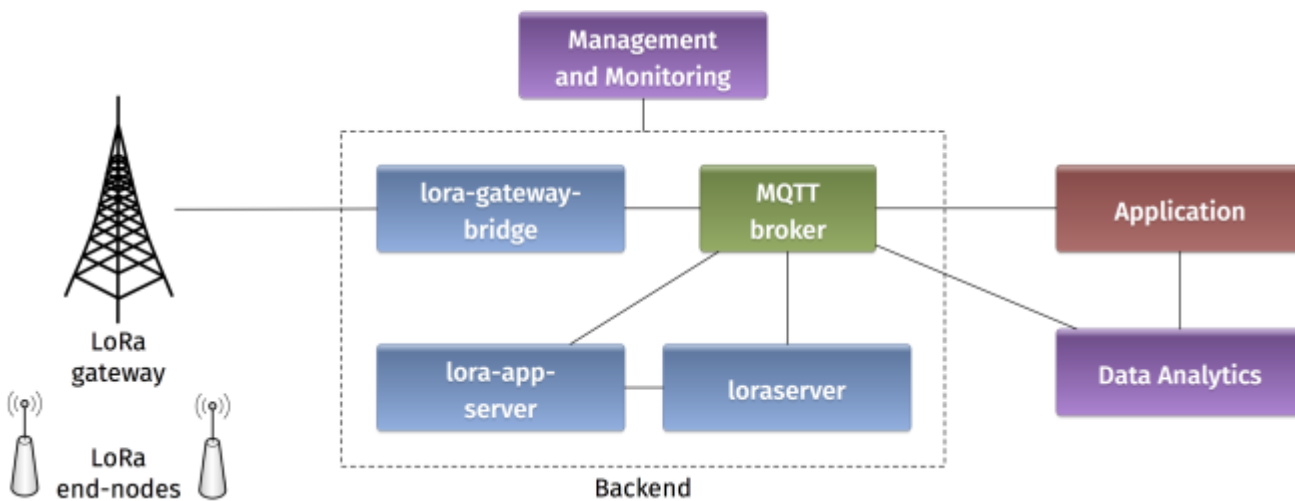 Management
and Monitoring
lora-gateway-
bridge
MQTT
broker
Application
LoRa
gateway
lora-app-
server
loraserver
Data Analytics
LoRa
end-nodes
Backend